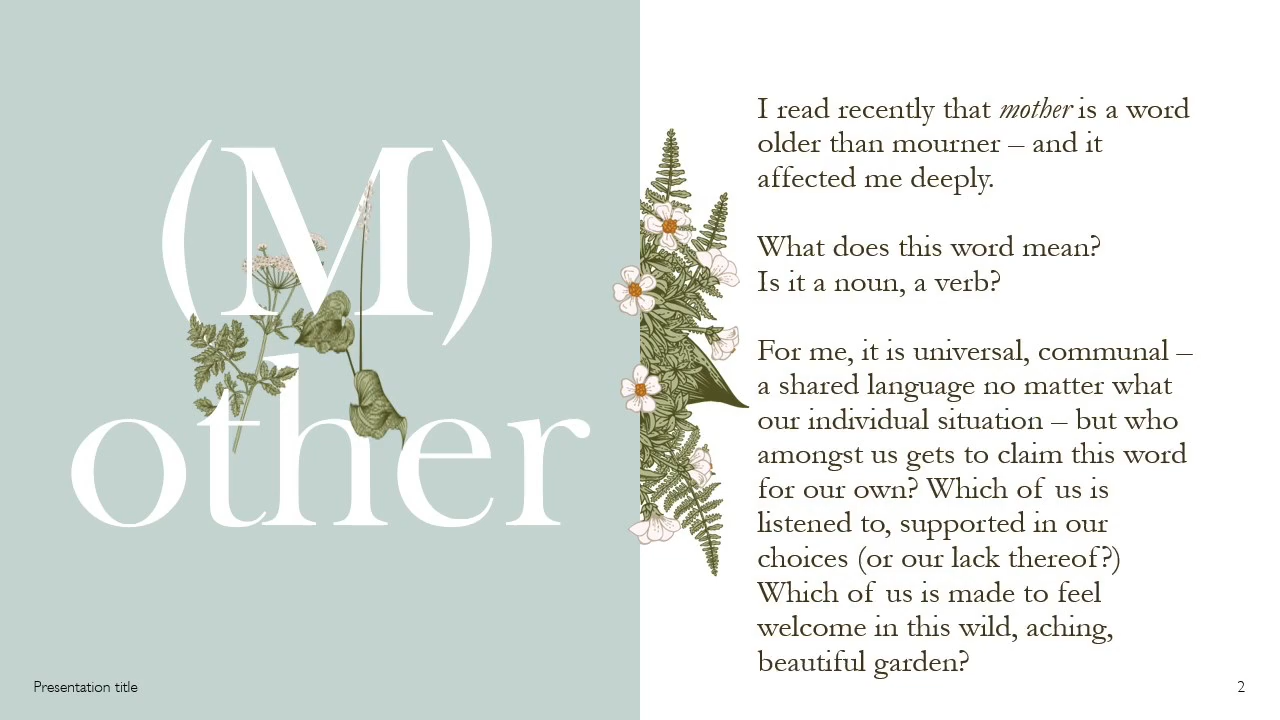 (M)
other
I read recently that mother is a word
older than mourner – and it
affected me deeply.
What does this word mean?
Is it a noun, a verb?
For me, it is universal, communal –
a shared language no matter what
our individual situation – but who
amongst us gets to claim this word
for our own? Which of us is
listened to, supported in our
choices (or our lack thereof?)
Which of us is made to feel
welcome in this wild, aching,
beautiful garden?
Presentation title
2